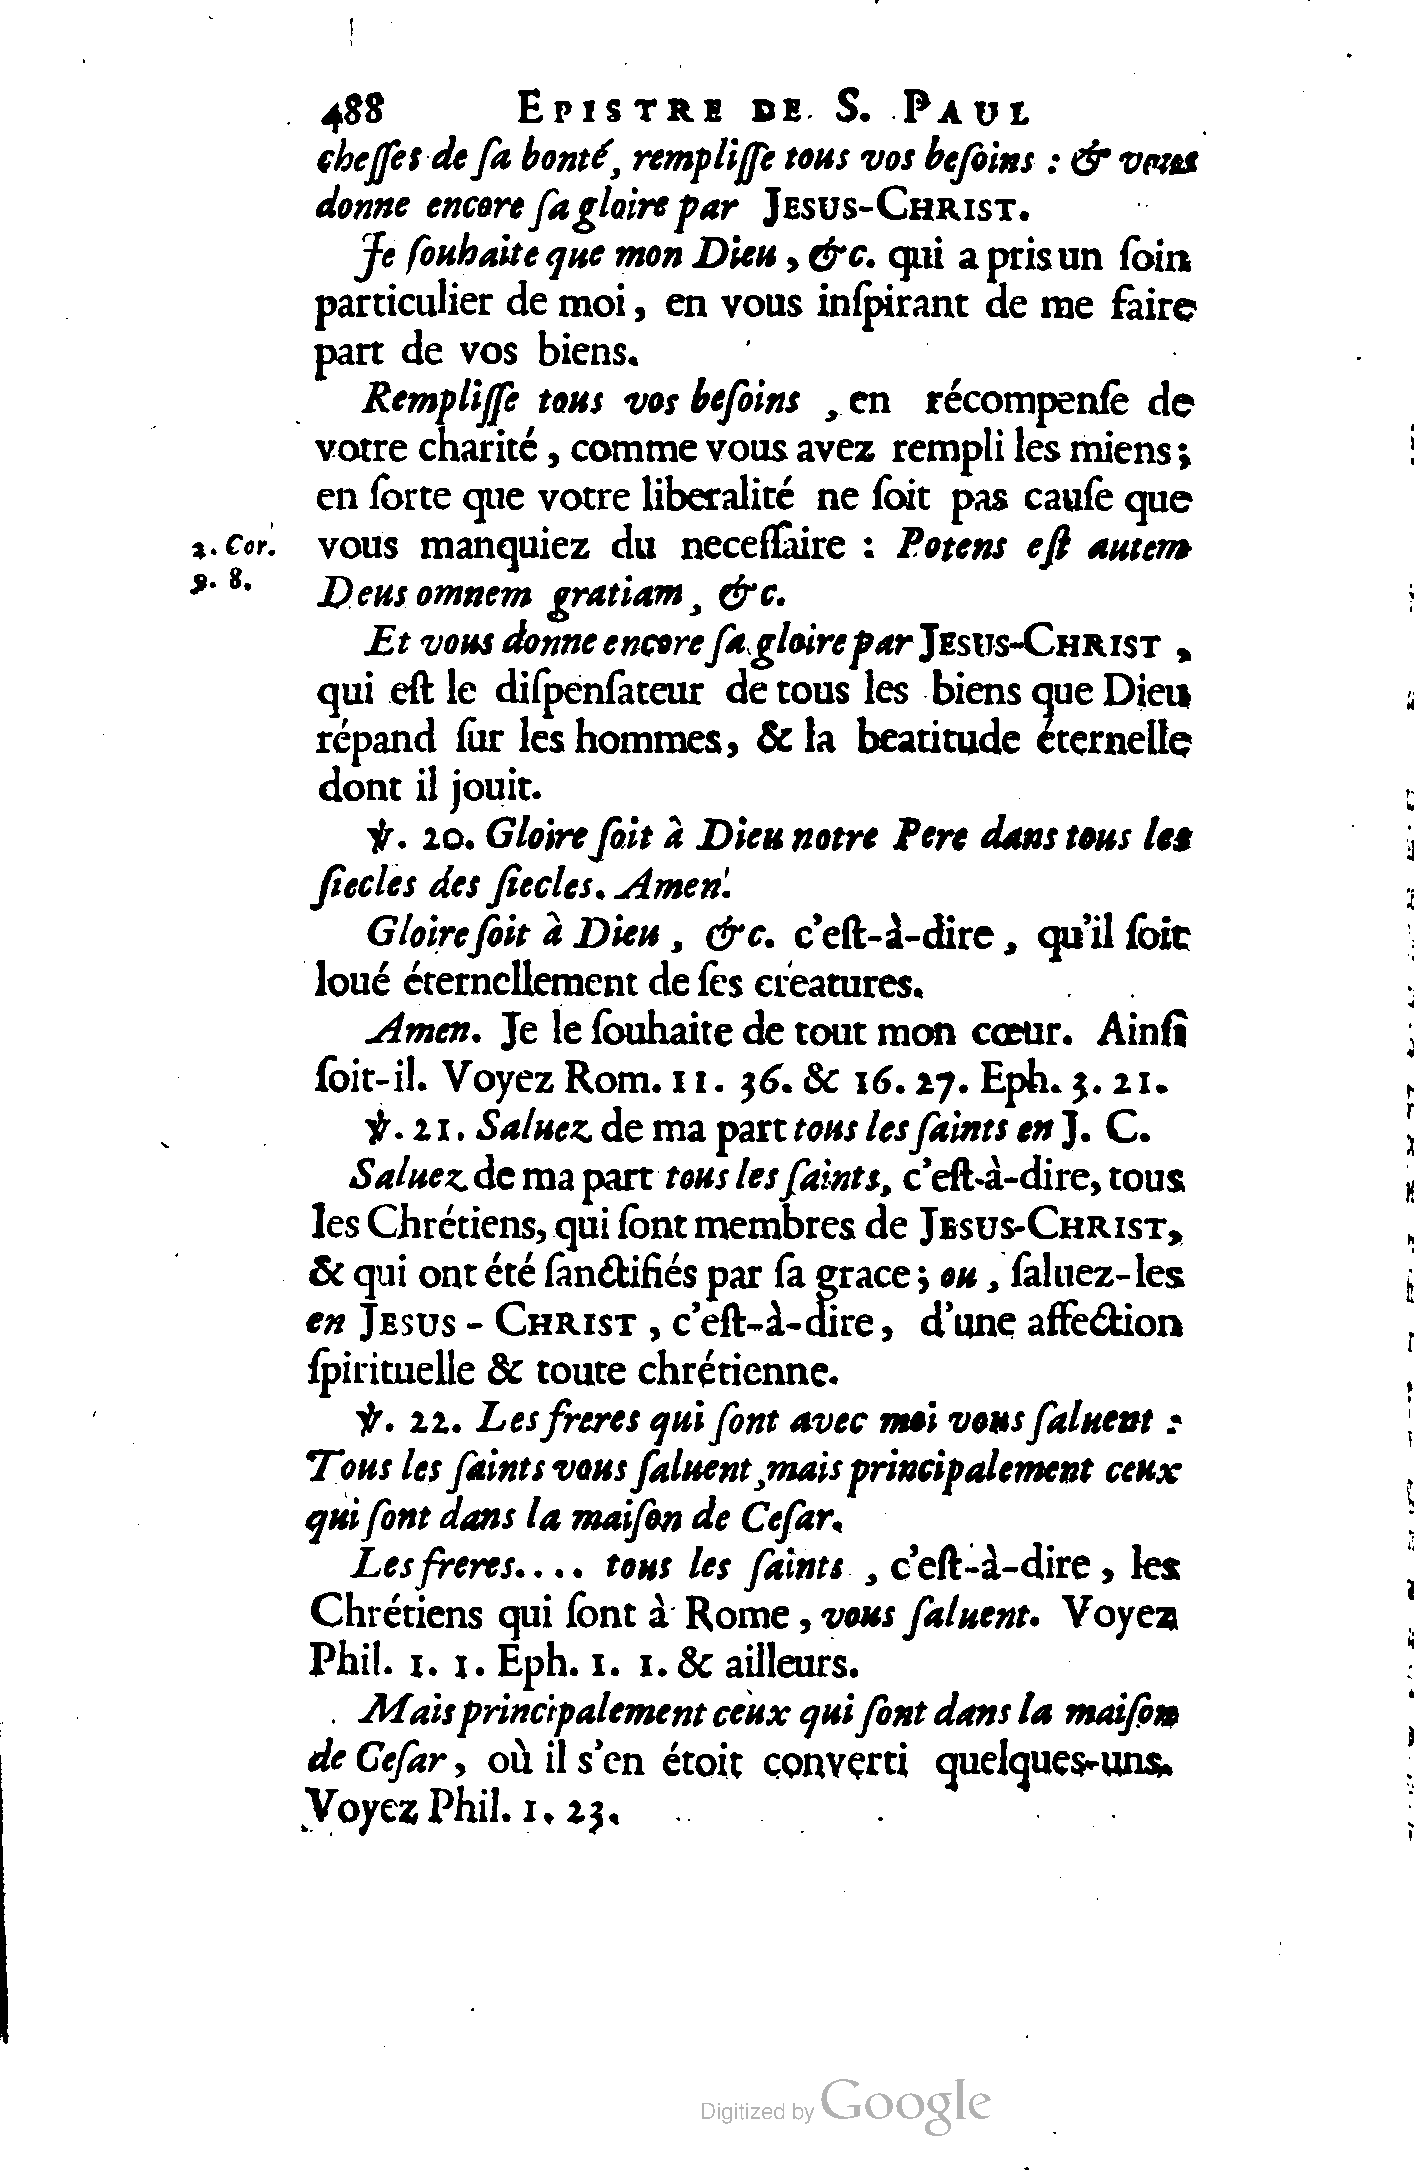 488 EPISTRE DE S. PAUL
chesses de ſa bonté, rempliſſe tous vos beſoins : & vous
donne encore ſa gloire par JESUS-CHRIST.
Je ſouhaite que mon Dieu, &c. qui a pris un ſoin
particulier de moi, en vous inſpirant de me faire
part de vos biens.
Rempliſſe tous vos beſoins, en récompenſe de
votre charité, comme vous avez rempli les miens;
en ſorte que votre liberalité ne ſoit pas cauſe que
2. Cor. vous manquiez du neceſſaire : Potens eſt autem
9. 8. Deus omnem gratiam, &c.
Et vous donne encore ſa gloire par JESUS-CHRIST,
qui eſt le diſpenſateur de tous les biens que Dieu
répand ſur les hommes, & la beatitude éternelle
dont il jouit.
℣. 20. Gloire ſoit à Dieu notre Pere dans tous les
ſiecles des ſiecles. Amen.
Gloire ſoit à Dieu, &c. c'eſt-à-dire, qu'il ſoit
loué éternellement de ſes creatures.
Amen. Je le ſouhaite de tout mon cœur. Ainſi
ſoit-il. Voyez Rom. 11. 36. & 16. 27. Eph. 3. 21.
℣. 21. Saluez de ma part tous les ſaints en J. C.
Saluez de ma part tous les ſaints, c'eſt-à-dire, tous
les Chrétiens, qui ſont membres de JESUS-CHRIST,
& qui ont été ſanctifiés par ſa grace; ou, ſaluez-les
en JESUS-CHRIST, c'eſt-à-dire, d'une affection
ſpirituelle & toute chrétienne.
℣. 22. Les freres qui ſont avec moi vous ſaluent :
Tous les ſaints vous ſaluent, mais principalement ceux
qui ſont dans la maiſon de Ceſar.
Les freres.... tous les ſaints, c'eſt-à-dire, les
Chrétiens qui ſont à Rome, vous ſaluent. Voyez
Phil. 1. 1. Eph. 1. 1. & ailleurs.
Mais principalement ceux qui ſont dans la maiſon
de Ceſar, où il s'en étoit converti quelques-uns.
Voyez Phil. 1. 23.
Digitized by Google